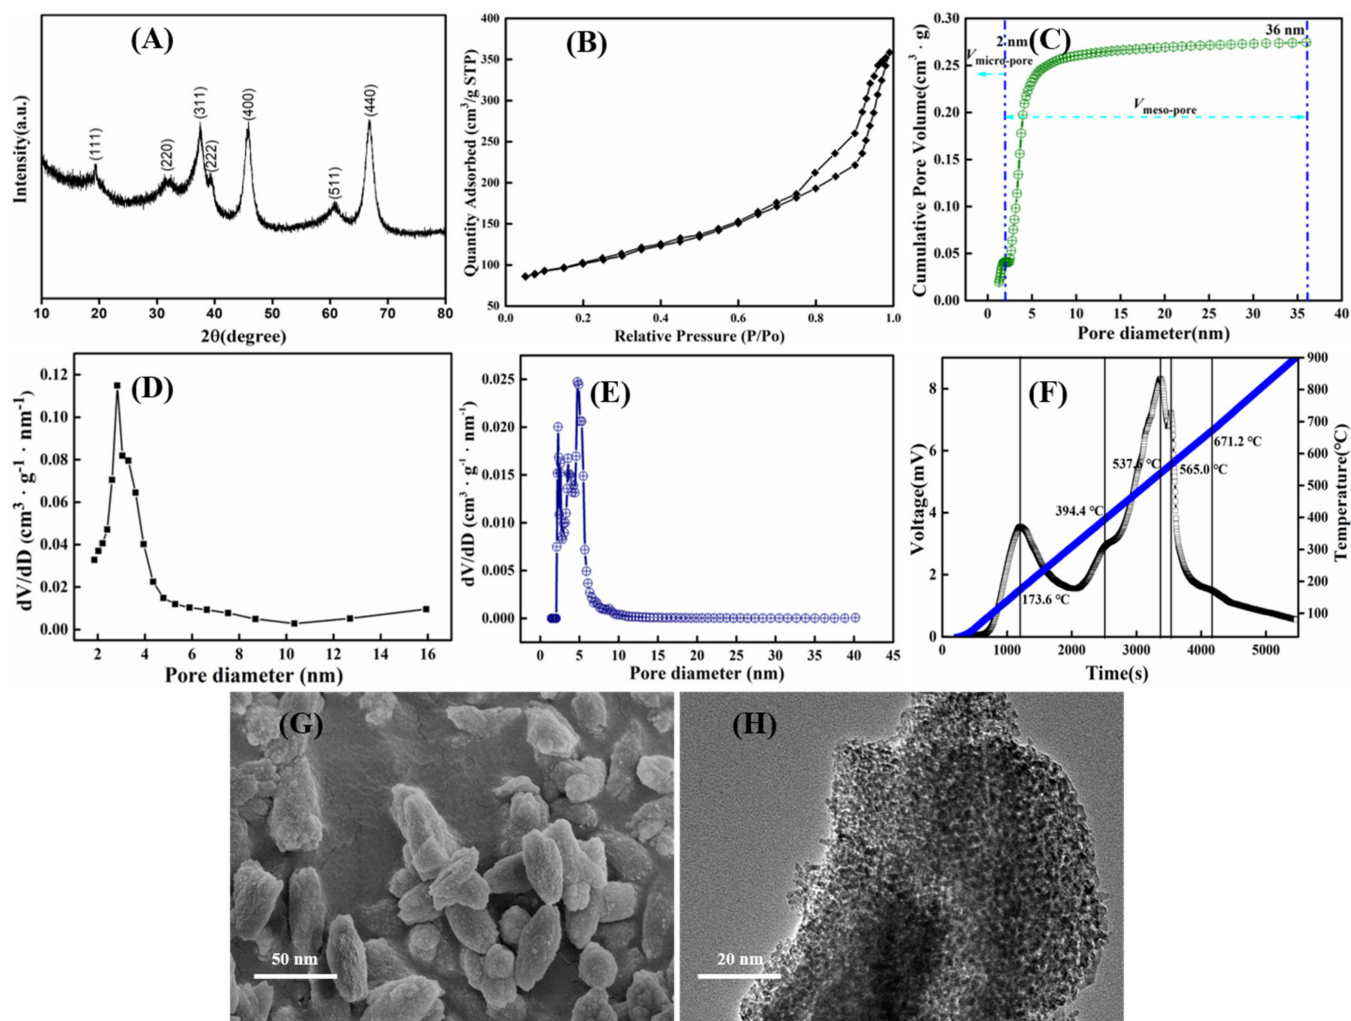 (A)
Intensity(a.u.)
(111)
(220)
(311)
(222)
(400)
(511)
(440)
10 20 30 40 50 60 70 80
2θ(degree)
(B)
Quantity Adsorbed (cm³/g STP)
400
350
300
250
200
150
100
50
0.0 0.2 0.4 0.6 0.8 1.0
Relative Pressure (P/Po)
(C)
Cumulative Pore Volume(cm³ · g)
0.30
0.25
0.20
0.15
0.10
0.05
0.00
2 nm
36 nm
Vmicro-pore
Vmeso-pore
0 5 10 15 20 25 30 35 40
Pore diameter(nm)
(D)
dV/dD (cm³ · g⁻¹ · nm⁻¹)
0.12
0.10
0.08
0.06
0.04
0.02
0.00
2 4 6 8 10 12 14 16
Pore diameter (nm)
(E)
dV/dD (cm³ · g⁻¹ · nm⁻¹)
0.025
0.020
0.015
0.010
0.005
0.000
0 5 10 15 20 25 30 35 40 45
Pore diameter (nm)
(F)
Voltage(mV)
8
6
4
2
0
173.6 °C
394.4 °C
537.6 °C
565.0 °C
671.2 °C
900
800
700
600
500
400
300
200
100
Temperature(°C)
0 1000 2000 3000 4000 5000
Time(s)
(G)
50 nm
(H)
20 nm